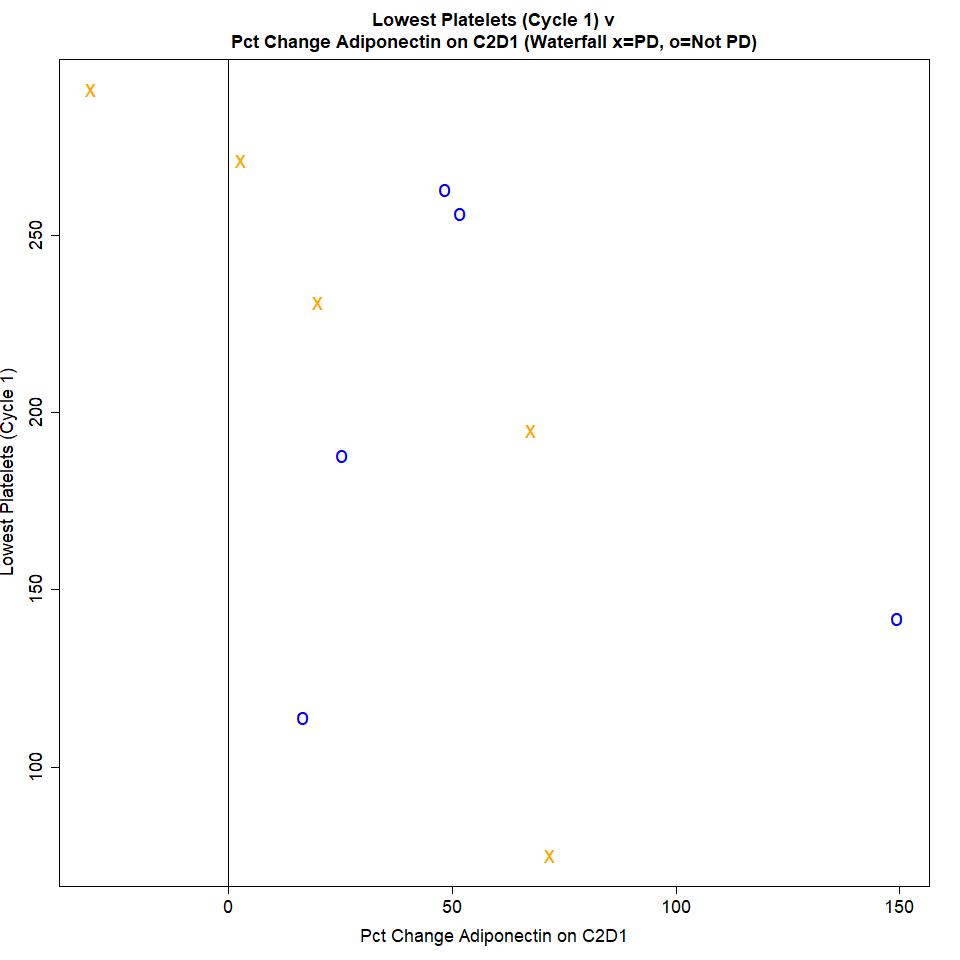 Lowest Platelets (Cycle 1) v
Pct Change Adiponectin on C2D1 (Waterfall x=PD, o=Not PD)
Lowest Platelets (Cycle 1)
250
200
150
100
X
X
O
O
X
X
O
O
O
X
0 50 100 150
Pct Change Adiponectin on C2D1